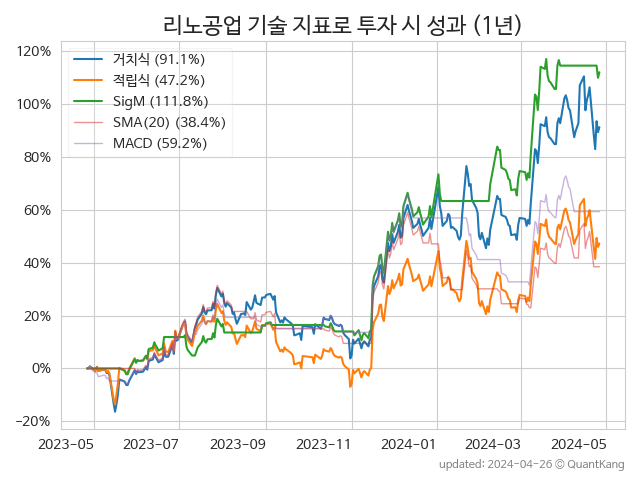 리노공업 기술 지표로 투자 시 성과 (1년)
거치식 (91.1%)
적립식 (47.2%)
SigM (111.8%)
SMA(20) (38.4%)
MACD (59.2%)
120%
100%
80%
60%
40%
20%
0%
−20%
2023-05 2023-07 2023-09 2023-11 2024-01 2024-03 2024-05
updated: 2024-04-26 © QuantKang